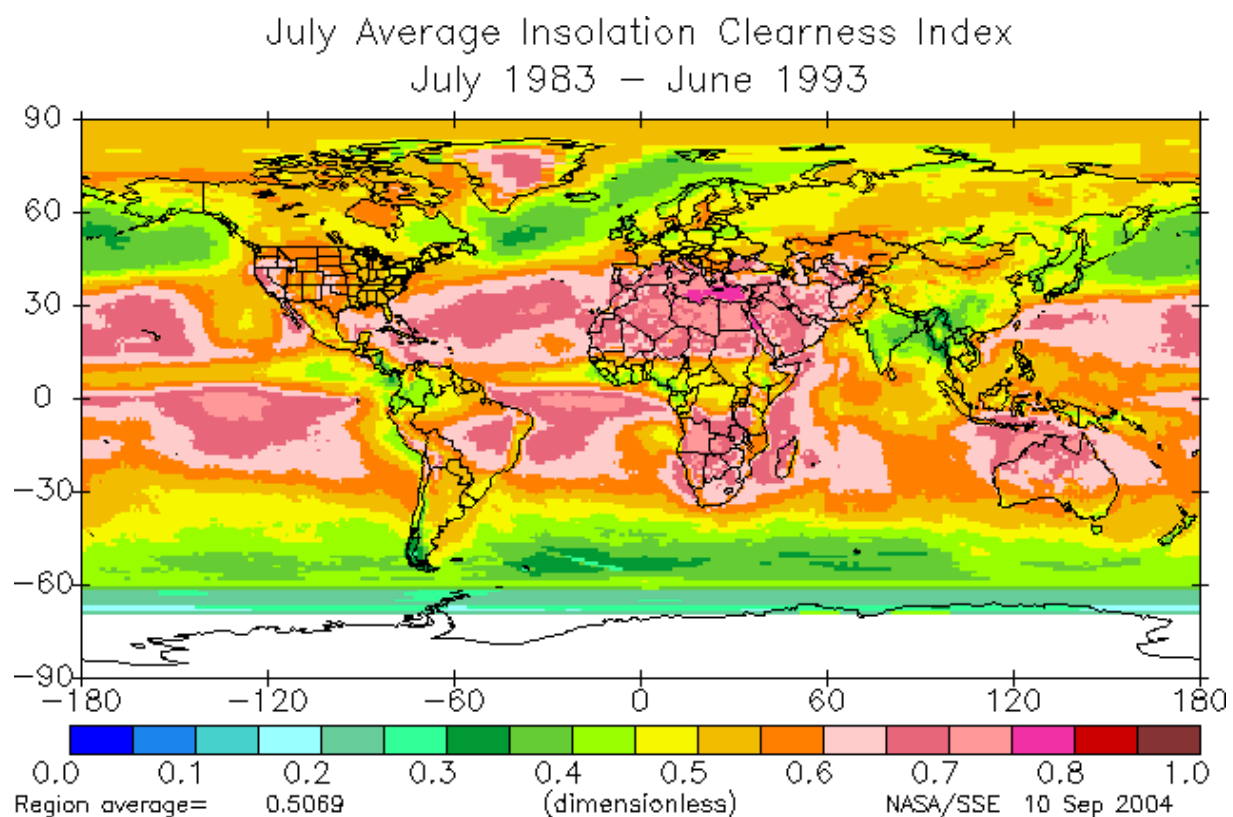 July Average Insolation Clearness Index
July 1983 − June 1993
90
60
30
0
−30
−60
−90
−180 −120 −60 0 60 120 180
0.0 0.1 0.2 0.3 0.4 0.5 0.6 0.7 0.8 1.0
Region average= 0.5069 (dimensionless) NASA/SSE 10 Sep 2004